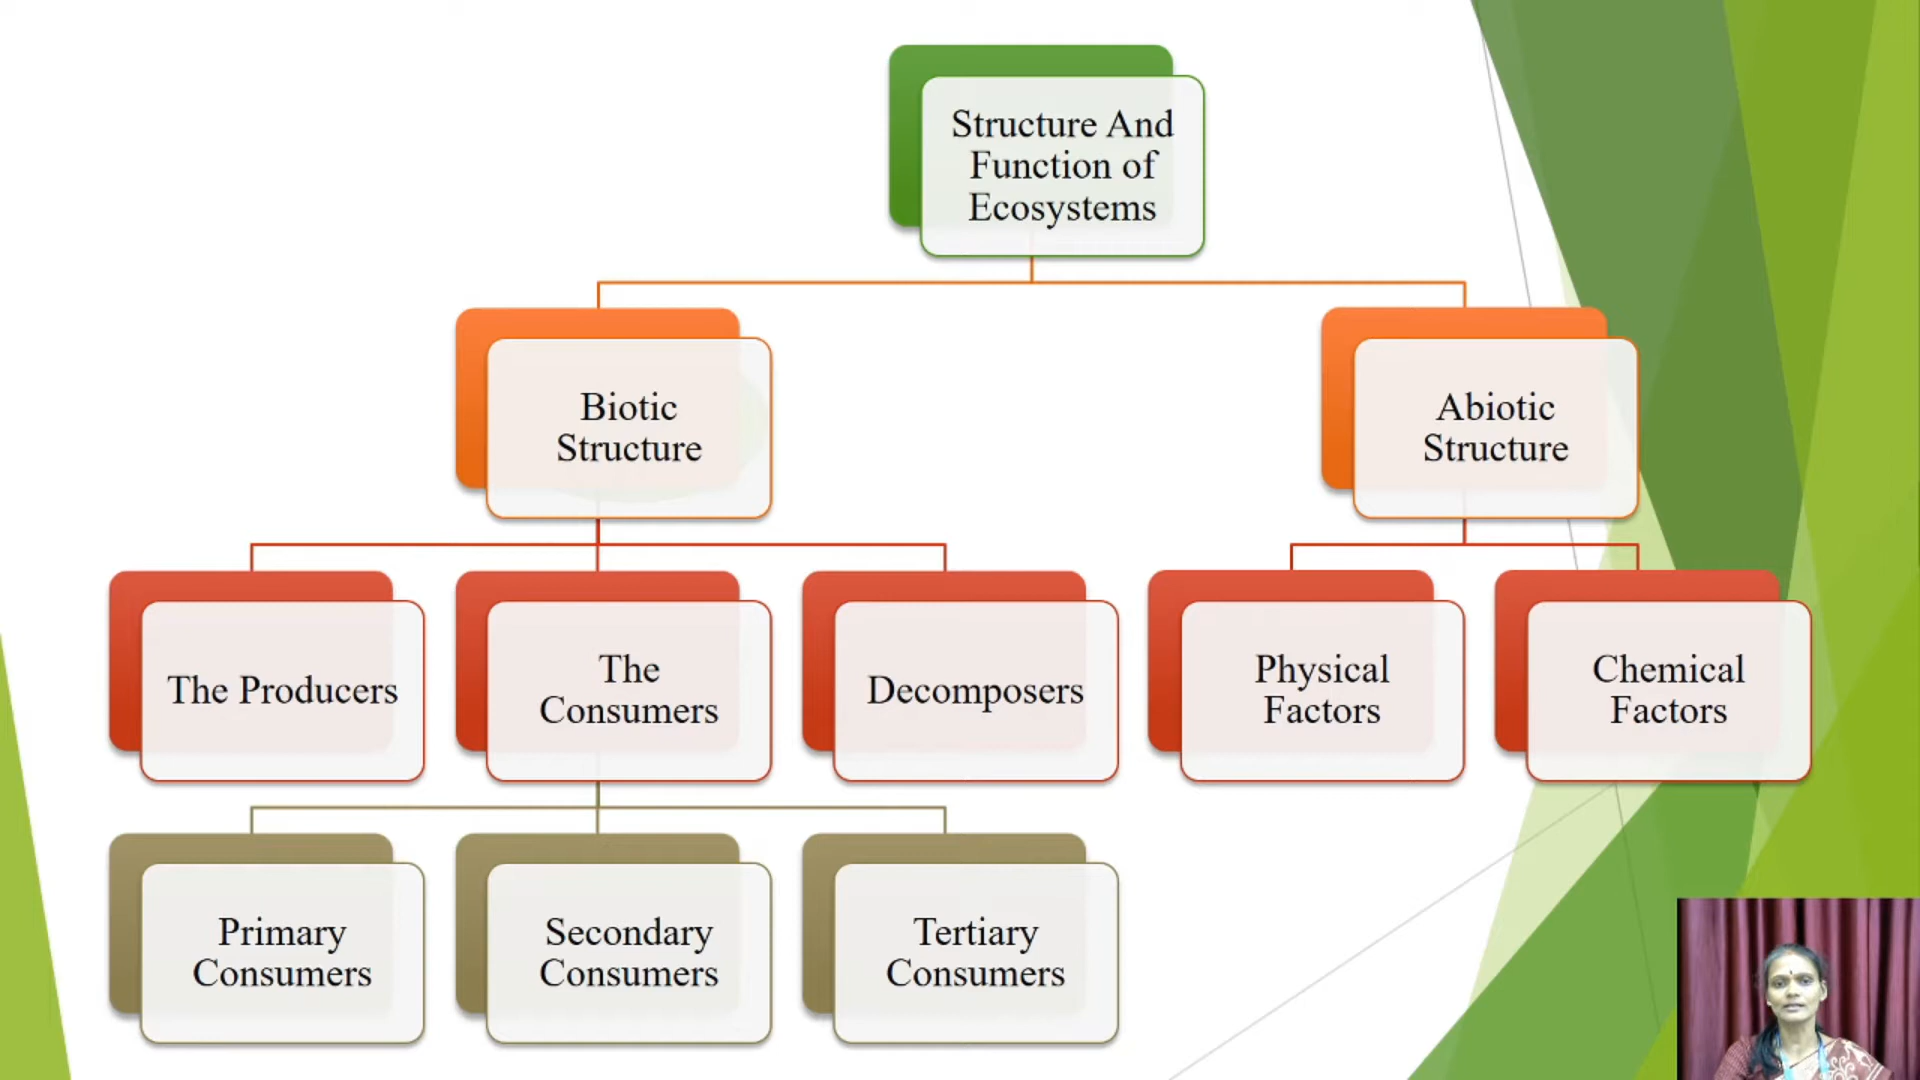 Structure And
Function of
Ecosystems
Biotic
Structure
Abiotic
Structure
The Producers
The
Consumers
Decomposers
Physical
Factors
Chemical
Factors
Primary
Consumers
Secondary
Consumers
Tertiary
Consumers